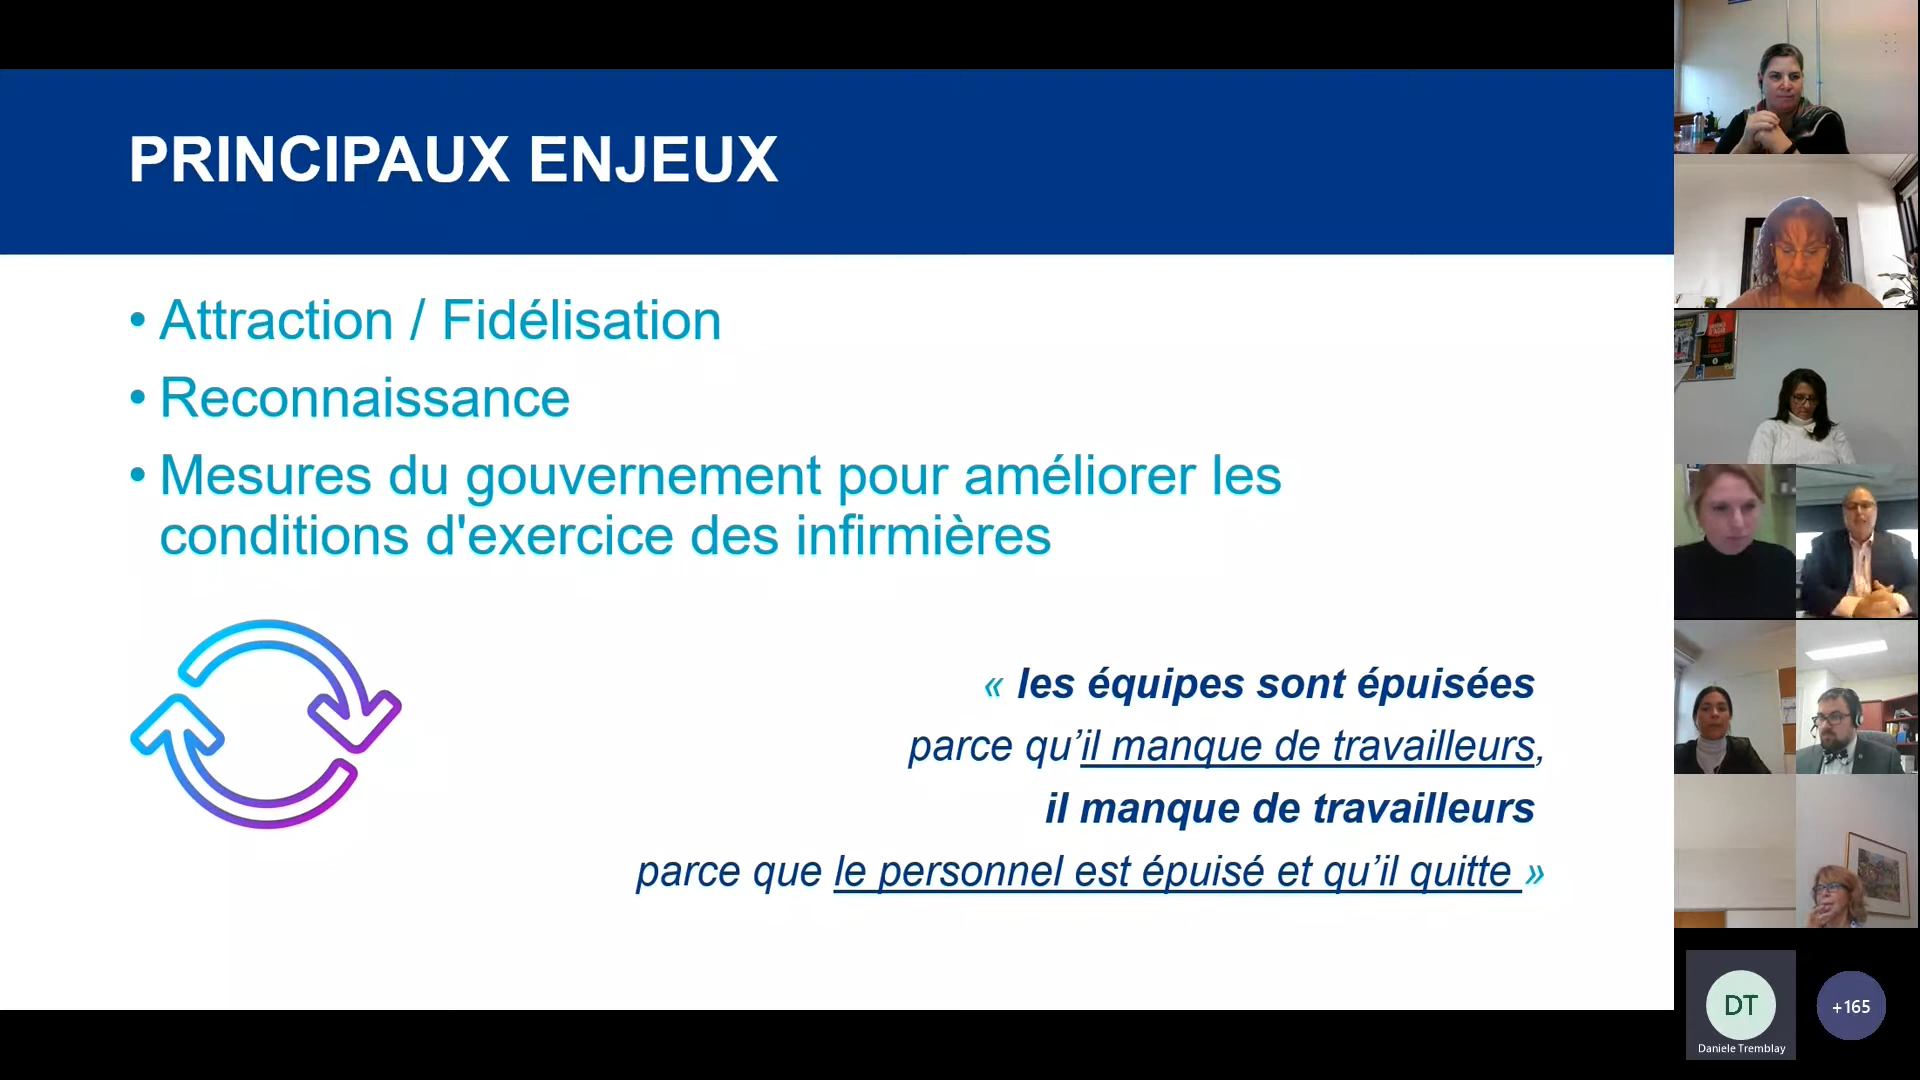 PRINCIPAUX ENJEUX
• Attraction / Fidélisation
• Reconnaissance
• Mesures du gouvernement pour améliorer les
conditions d'exercice des infirmières
« les équipes sont épuisées
parce qu’il manque de travailleurs,
il manque de travailleurs
parce que le personnel est épuisé et qu’il quitte »
DT
Daniele Tremblay
+165